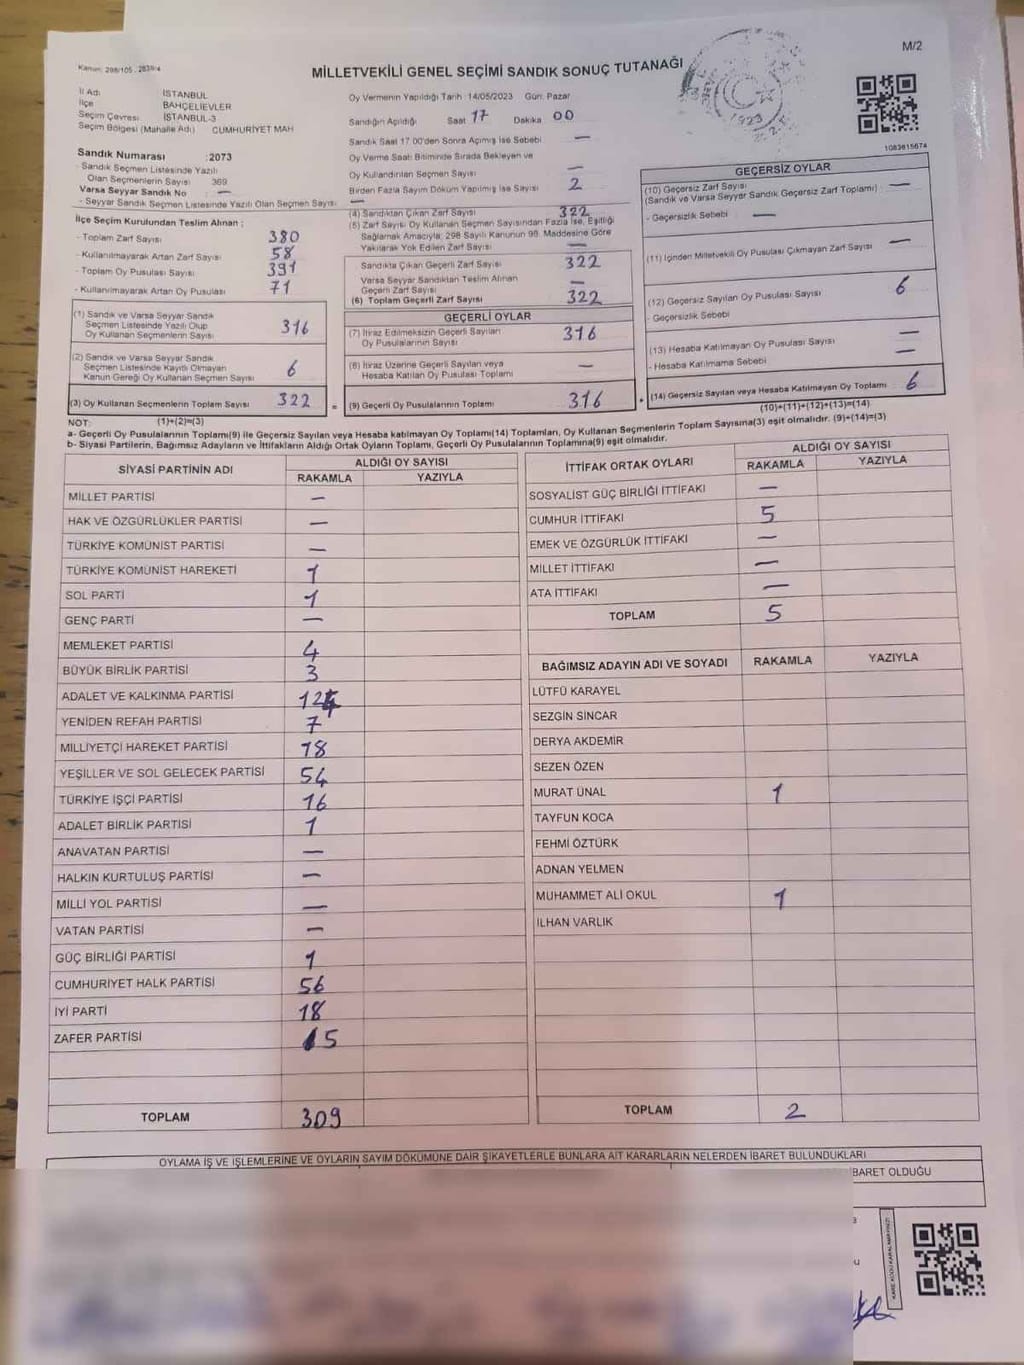 M/2
Kanun: 298/105 - 2839/4
MİLLETVEKİLİ GENEL SEÇİMİ SANDIK SONUÇ TUTANAĞI
İl Adı : İSTANBUL
İlçe BAHÇELİEVLER
Seçim Çevresi İSTANBUL-3
Seçim Bölgesi (Mahalle Adı) CUMHURİYET MAH
Sandık Numarası :2073
- Sandık Seçmen Listesinde Yazılı
Olan Seçmenlerin Sayısı 369
Varsa Seyyar Sandık No —
- Seyyar Sandık Seçmen Listesinde Yazılı Olan Seçmen Sayısı —
İlçe Seçim Kurulundan Teslim Alınan ;
- Toplam Zarf Sayısı 380
- Kullanılmayarak Artan Zarf Sayısı 58
- Toplam Oy Pusulası Sayısı 391
- Kullanılmayarak Artan Oy Pusulası 71
(1) Sandık ve Varsa Seyyar Sandık
Seçmen Listesinde Yazılı Olup
Oy Kullanan Seçmenlerin Sayısı 316
(2) Sandık ve Varsa Seyyar Sandık
Seçmen Listesinde Kayıtlı Olmayan
Kanun Gereği Oy Kullanan Seçmen Sayısı 6
(3) Oy Kullanan Seçmenlerin Toplam Sayısı 322
(1)+(2)=(3)
Oy Vermenin Yapıldığı Tarih 14/05/2023 Gün: Pazar
Sandığın Açıldığı Saat 17 Dakika 00
Sandık Saat 17 00'den Sonra Açılmış İse Sebebi —
Oy Verme Saati Bitiminde Sırada Bekleyen ve
Oy Kullandırılan Seçmen Sayısı —
Birden Fazla Sayım Döküm Yapılmış İse Sayısı 2
(4) Sandıktan Çıkan Zarf Sayısı 322
(5) Zarf Sayısı Oy Kullanan Seçmen Sayısından Fazla İse, Eşitliği
Sağlamak Amacıyla; 298 Sayılı Kanunun 98. Maddesine Göre
Yakılarak Yok Edilen Zarf Sayısı —
Sandıkta Çıkan Geçerli Zarf Sayısı 322
Varsa Seyyar Sandıktan Teslim Alınan
Geçerli Zarf Sayısı —
(6) Toplam Geçerli Zarf Sayısı 322
GEÇERLİ OYLAR
(7) İtiraz Edilmeksizin Geçerli Sayılan
Oy Pusulalarının Sayısı 316
(8) İtiraz Üzerine Geçerli Sayılan veya
Hesaba Katılan Oy Pusulası Toplamı —
= (9) Geçerli Oy Pusulalarının Toplamı 316
1923
1083615674
GEÇERSİZ OYLAR
(10) Geçersiz Zarf Sayısı
(Sandık ve Varsa Seyyar Sandık Geçersiz Zarf Toplamı) —
- Geçersizlik Sebebi —
(11) İçinden Milletvekili Oy Pusulası Çıkmayan Zarf Sayısı —
(12) Geçersiz Sayılan Oy Pusulası Sayısı 6
- Geçersizlik Sebebi
(13) Hesaba Katılmayan Oy Pusulası Sayısı —
- Hesaba Katılmama Sebebi —
+ (14) Geçersiz Sayılan veya Hesaba Katılmayan Oy Toplamı 6
(10)+(11)+(12)+(13)=(14)
NOT:
a- Geçerli Oy Pusulalarının Toplamı(9) ile Geçersiz Sayılan veya Hesaba katılmayan Oy Toplamı(14) Toplamları, Oy Kullanan Seçmenlerin Toplam Sayısına(3) eşit olmalıdır. (9)+(14)=(3)
b- Siyasi Partilerin, Bağımsız Adayların ve İttifakların Aldığı Ortak Oyların Toplamı, Geçerli Oy Pusulalarının Toplamına(9) eşit olmalıdır.
SİYASİ PARTİNİN ADI ALDIĞI OY SAYISI
RAKAMLA YAZIYLA
MİLLET PARTİSİ —
HAK VE ÖZGÜRLÜKLER PARTİSİ —
TÜRKİYE KOMÜNİST PARTİSİ —
TÜRKİYE KOMÜNİST HAREKETİ 1
SOL PARTİ 1
GENÇ PARTİ —
MEMLEKET PARTİSİ 4
BÜYÜK BİRLİK PARTİSİ 3
ADALET VE KALKINMA PARTİSİ 124
YENİDEN REFAH PARTİSİ 7
MİLLİYETÇİ HAREKET PARTİSİ 18
YEŞİLLER VE SOL GELECEK PARTİSİ 54
TÜRKİYE İŞÇİ PARTİSİ 16
ADALET BİRLİK PARTİSİ 1
ANAVATAN PARTİSİ —
HALKIN KURTULUŞ PARTİSİ —
MİLLİ YOL PARTİSİ —
VATAN PARTİSİ —
GÜÇ BİRLİĞİ PARTİSİ 1
CUMHURİYET HALK PARTİSİ 56
İYİ PARTİ 18
ZAFER PARTİSİ 5
TOPLAM 309
İTTİFAK ORTAK OYLARI ALDIĞI OY SAYISI
RAKAMLA YAZIYLA
SOSYALİST GÜÇ BİRLİĞİ İTTİFAKI —
CUMHUR İTTİFAKI 5
EMEK VE ÖZGÜRLÜK İTTİFAKI —
MİLLET İTTİFAKI —
ATA İTTİFAKI —
TOPLAM 5
BAĞIMSIZ ADAYIN ADI VE SOYADI RAKAMLA YAZIYLA
LÜTFÜ KARAYEL
SEZGİN SİNCAR
DERYA AKDEMİR
SEZEN ÖZEN
MURAT ÜNAL 1
TAYFUN KOCA
FEHMİ ÖZTÜRK
ADNAN YELMEN
MUHAMMET ALİ OKUL 1
İLHAN VARLIK
TOPLAM 2
OYLAMA İŞ VE İŞLEMLERİNE VE OYLARIN SAYIM DÖKÜMÜNE DAİR ŞİKAYETLERLE BUNLARA AİT KARARLARIN NELERDEN İBARET BULUNDUKLARI
İBARET OLDUĞU
KARE KODU KARALAMAYINIZ!